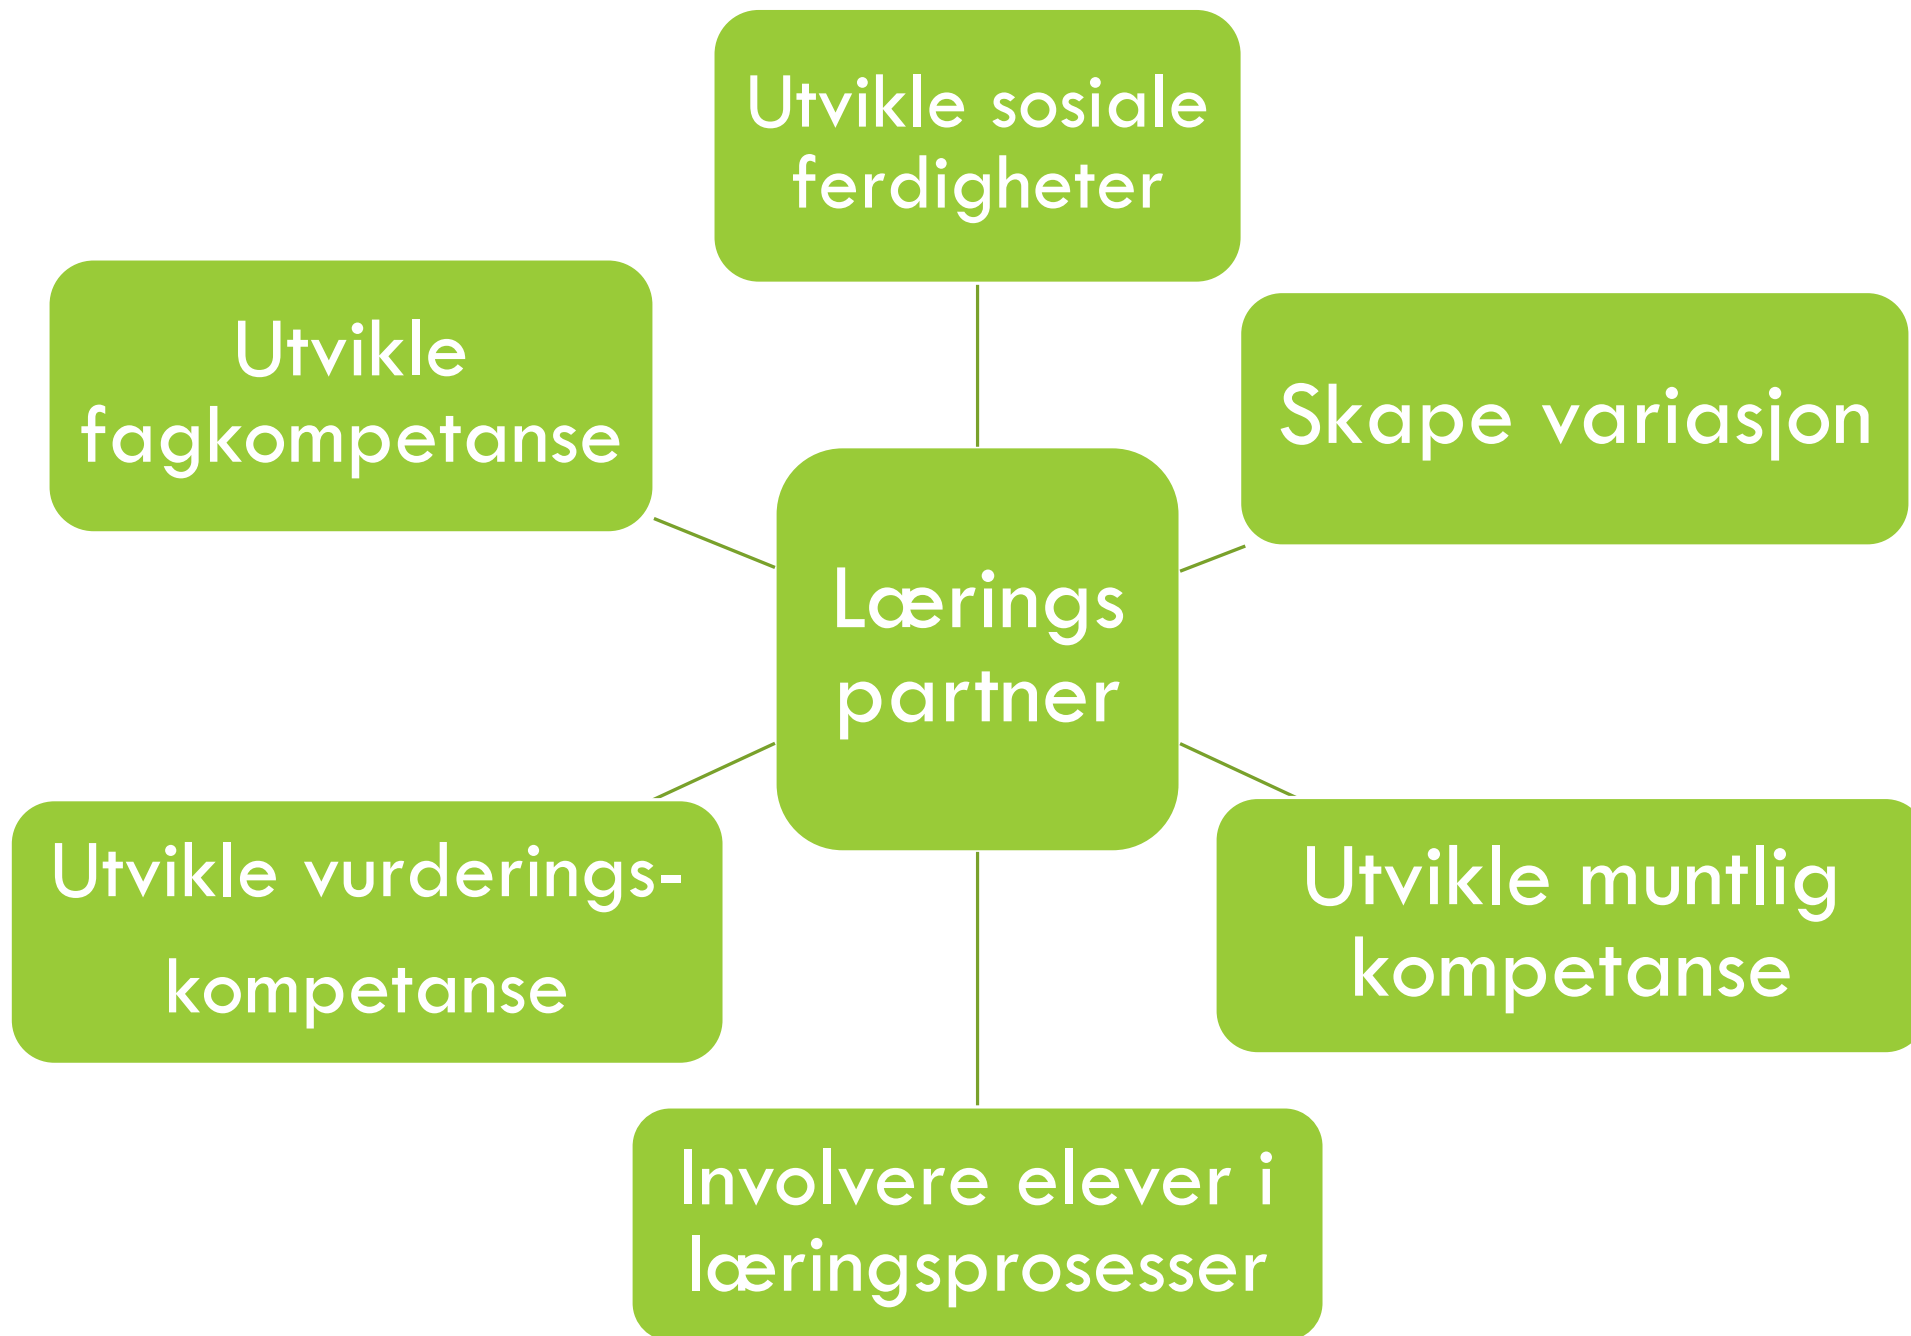 Utvikle sosiale
ferdigheter
Utvikle
fagkompetanse
Skape variasjon
Lærings
partner
Utvikle vurderings-
kompetanse
Utvikle muntlig
kompetanse
Involvere elever i
læringsprosesser